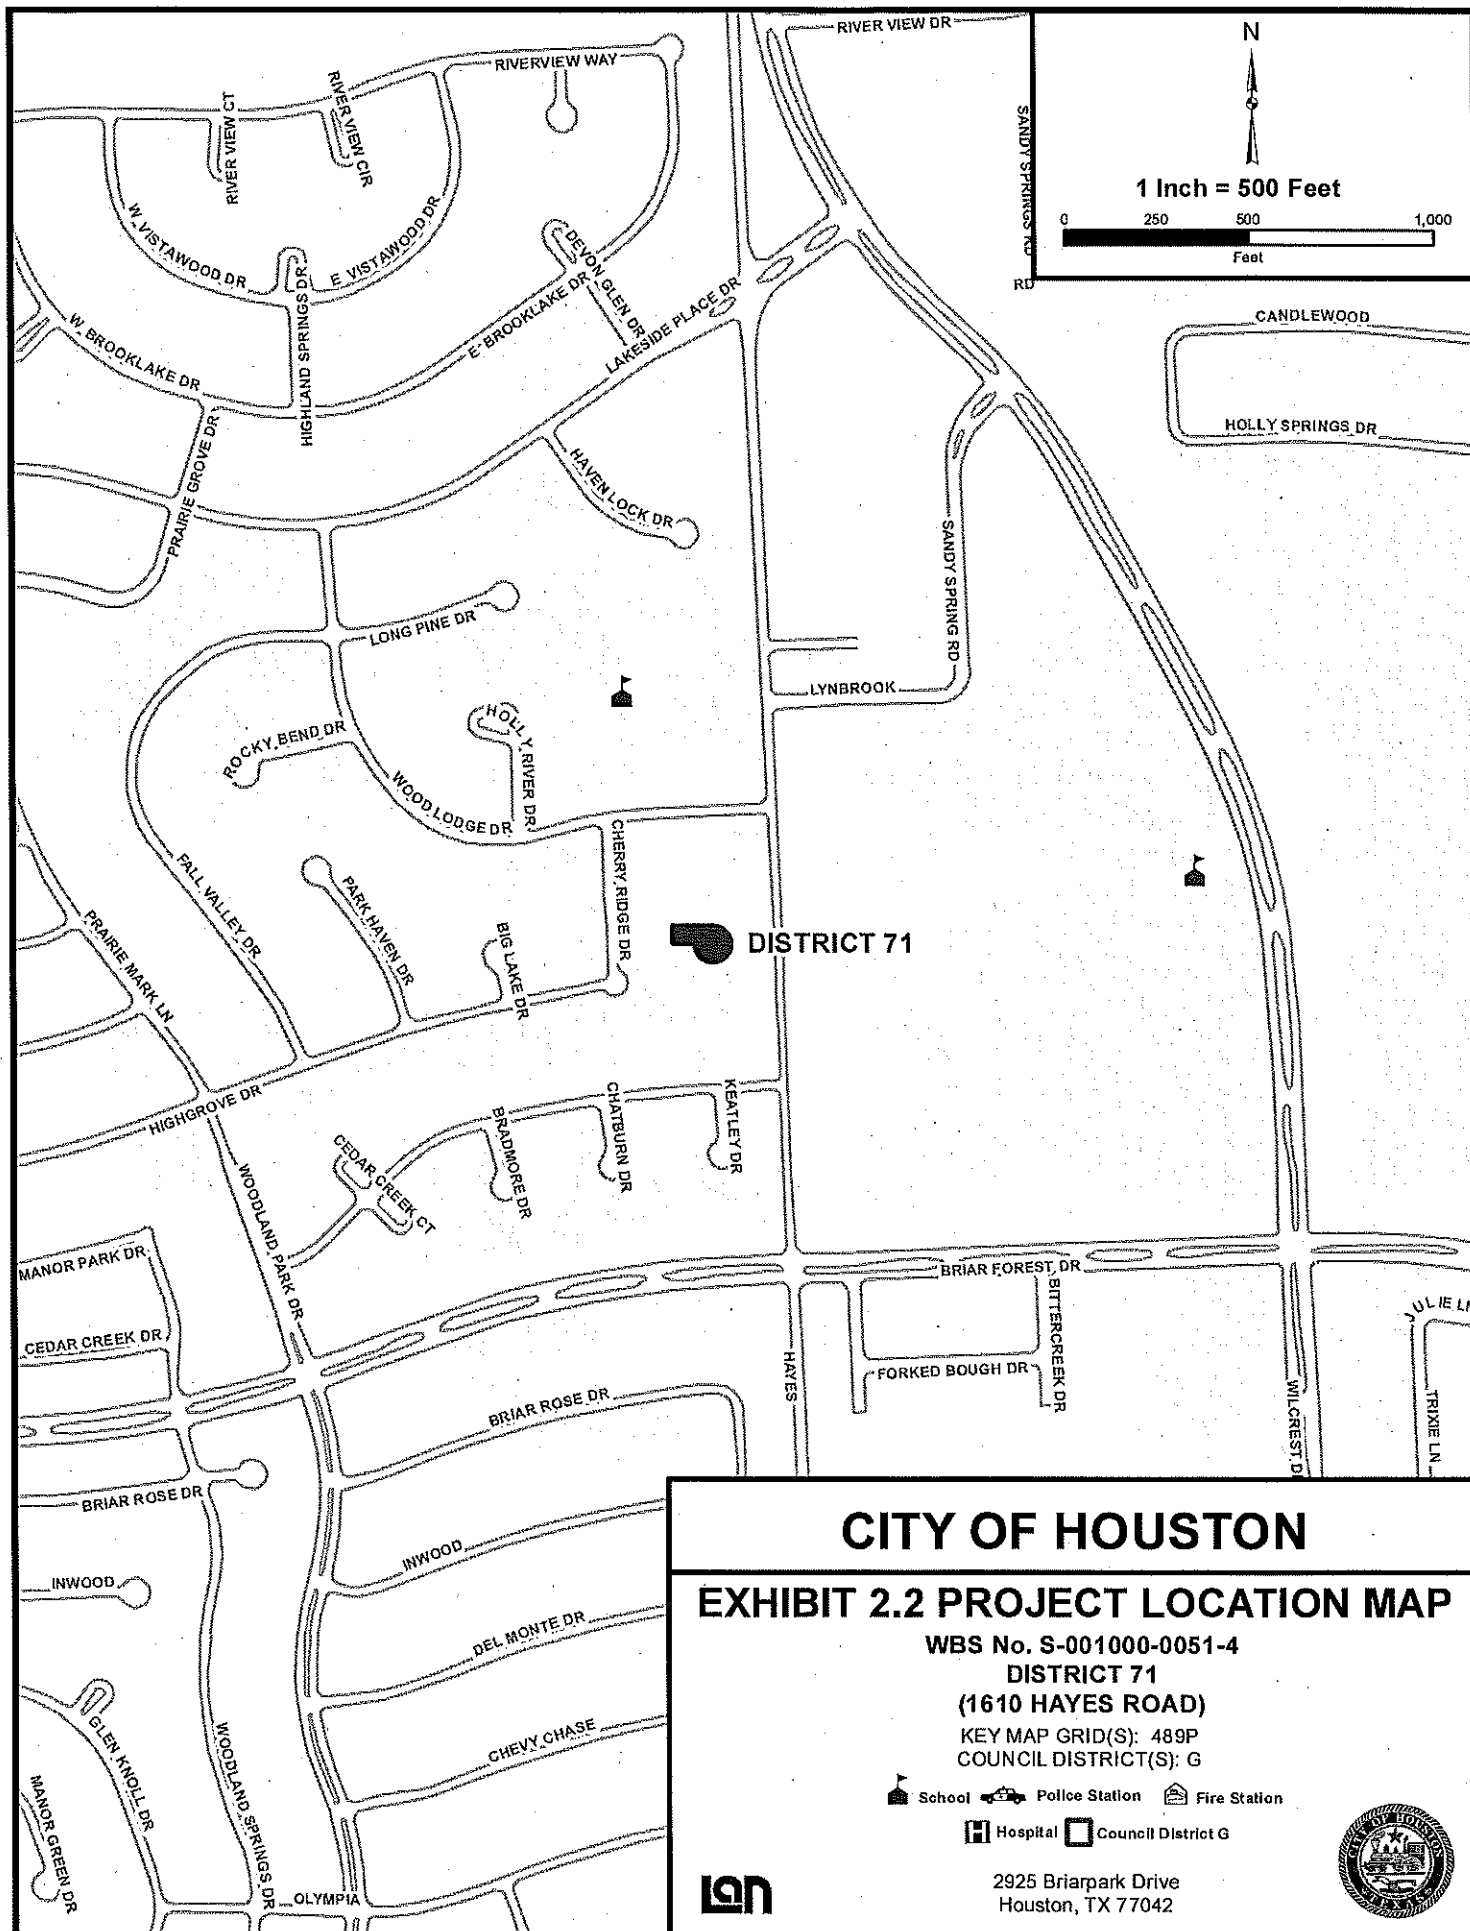 RIVER VIEW DR
RIVERVIEW WAY
RIVER VIEW CT
RIVER VIEW CIR
SANDY SPRINGS RD
RD
N
1 Inch = 500 Feet
0 250 500 1,000
Feet
W VISTAWOOD DR
E VISTAWOOD DR
DEVON GLEN DR
HIGHLAND SPRINGS DR
W BROOKLAKE DR
E BROOKLAKE DR
LAKESIDE PLACE DR
CANDLEWOOD
HOLLY SPRINGS DR
PRAIRIE GROVE DR
HAVEN LOCK DR
SANDY SPRING RD
LONG PINE DR
LYNBROOK
HOLLY RIVER DR
ROCKY BEND DR
WOOD LODGE DR
CHERRY RIDGE DR
FALL VALLEY DR
PARK HAVEN DR
BIG LAKE DR
DISTRICT 71
PRAIRIE MARK LN
HIGHGROVE DR
KEATLEY DR
CHATBURN DR
BRADMORE DR
CEDAR CREEK CT
WOODLAND PARK DR
MANOR PARK DR
BRIAR FOREST DR
BITTERCREEK DR
CEDAR CREEK DR
HAYES
FORKED BOUGH DR
WILCREST D
ULIE LN
TRIXIE LN
BRIAR ROSE DR
BRIAR ROSE DR
INWOOD
INWOOD
DEL MONTE DR
CHEVY CHASE
GLEN KNOLL DR
WOODLAND SPRINGS DR
MANOR GREEN DR
OLYMPIA
CITY OF HOUSTON
EXHIBIT 2.2 PROJECT LOCATION MAP
WBS No. S-001000-0051-4
DISTRICT 71
(1610 HAYES ROAD)
KEY MAP GRID(S): 489P
COUNCIL DISTRICT(S): G
School Police Station Fire Station
H Hospital Council District G
lan
2925 Briarpark Drive
Houston, TX 77042
CITY OF HOUSTON
TEXAS